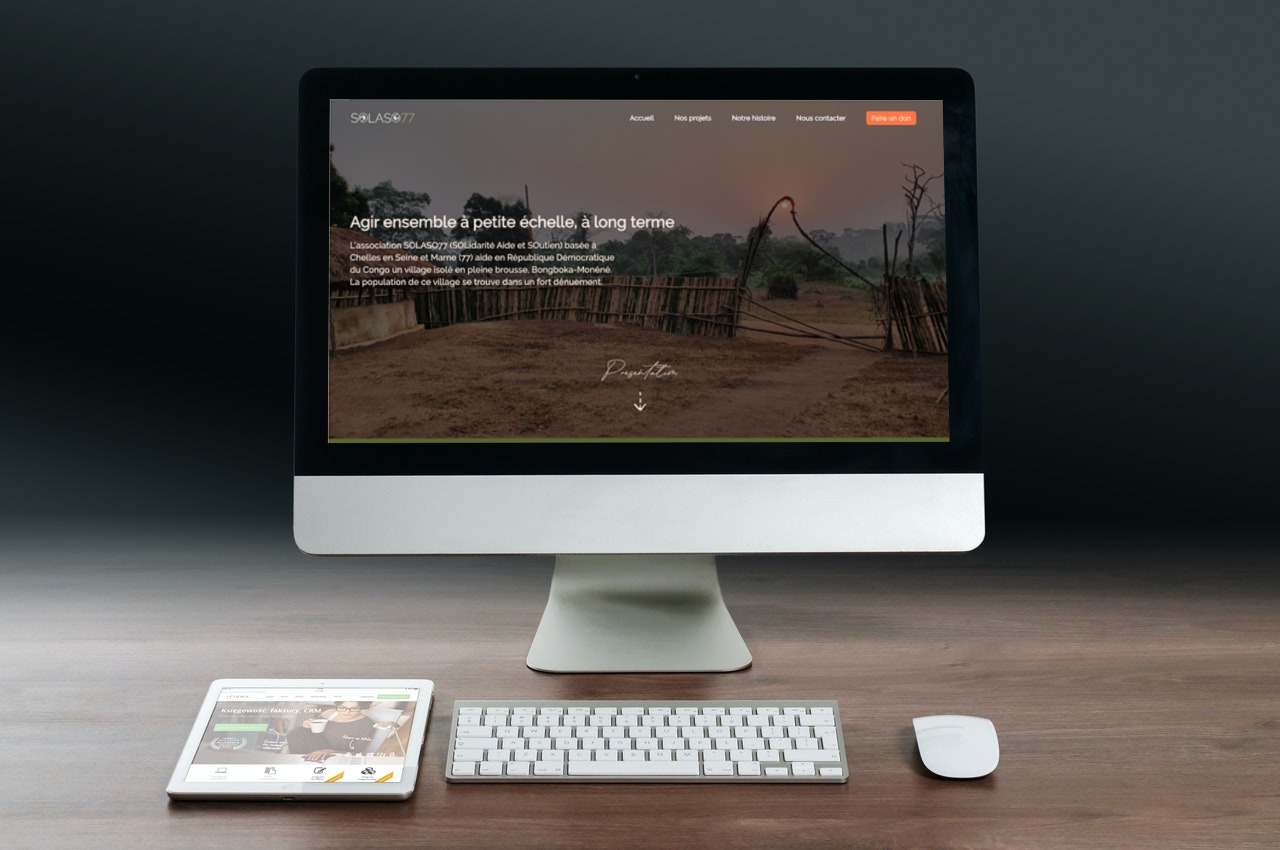 SOLASO77
Accueil Nos projets Notre histoire Nous contacter Faire un don
Agir ensemble à petite échelle, à long terme
L'association SOLASO77 (SOLidarité Aide et SOutien) basée à
Chelles en Seine et Marne (77) aide en République Démocratique
du Congo un village isolé en pleine brousse, Bongboka-Monéné.
La population de ce village se trouve dans un fort dénuement.
Presentation
Księgowość, faktury, CRM